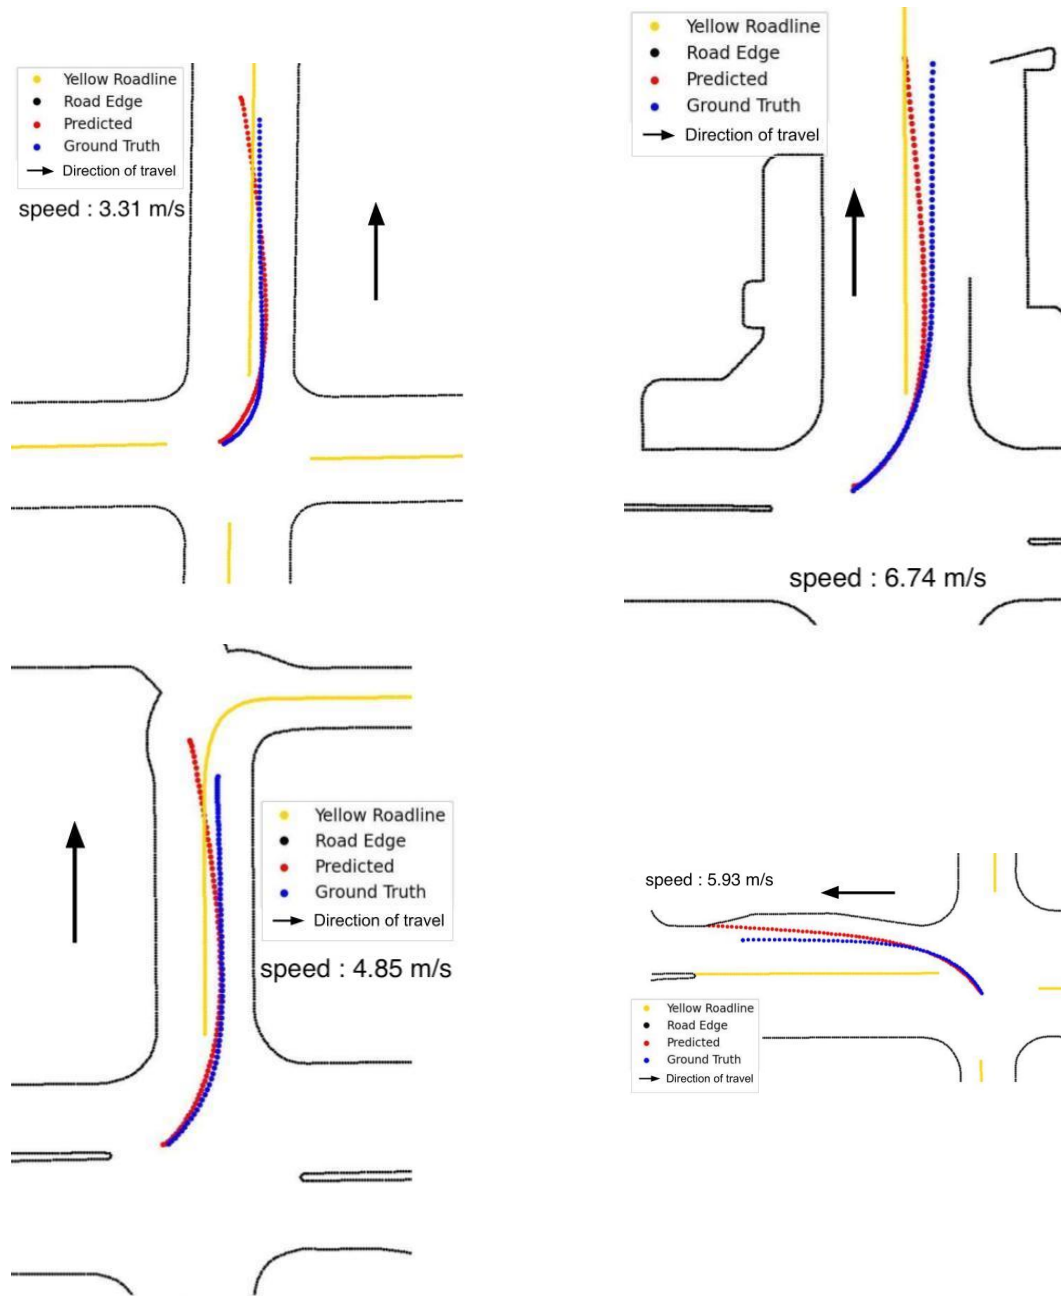 Yellow Roadline
Road Edge
Predicted
Ground Truth
Direction of travel
speed : 3.31 m/s
Yellow Roadline
Road Edge
Predicted
Ground Truth
Direction of travel
speed : 6.74 m/s
Yellow Roadline
Road Edge
Predicted
Ground Truth
Direction of travel
speed : 4.85 m/s
speed : 5.93 m/s
Yellow Roadline
Road Edge
Predicted
Ground Truth
Direction of travel